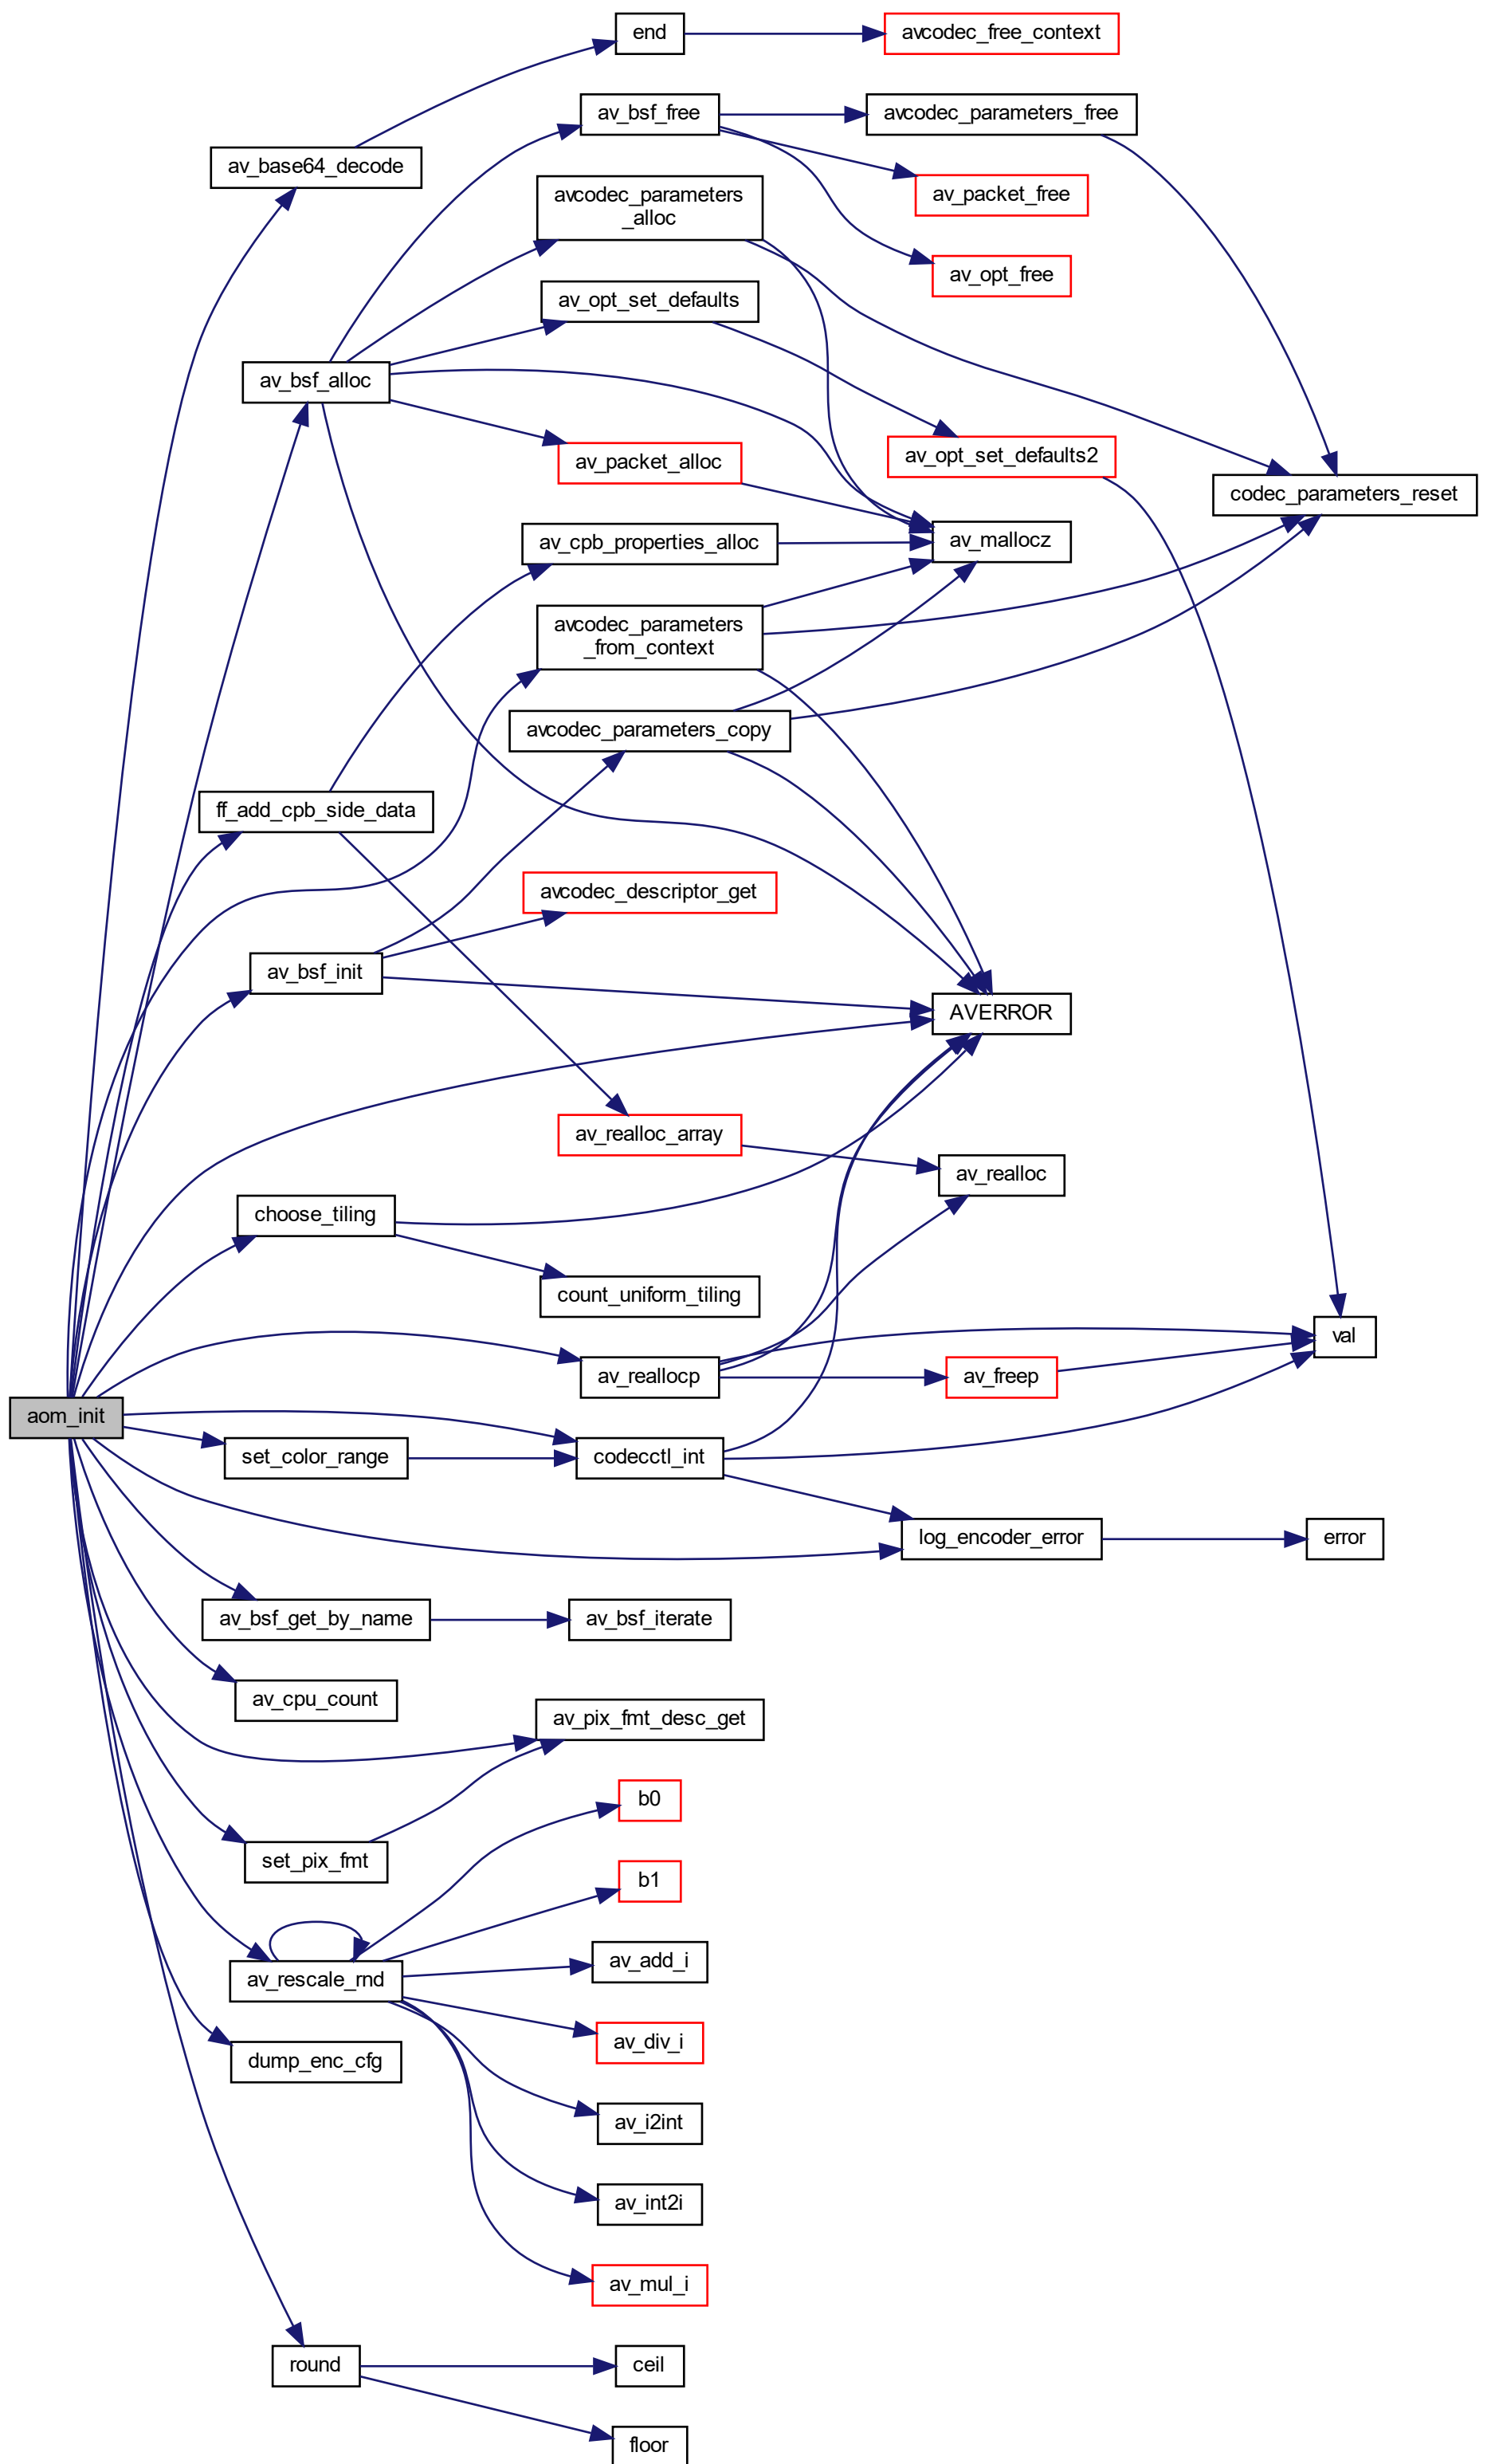 end
avcodec_free_context
av_bsf_free
avcodec_parameters_free
av_base64_decode
avcodec_parameters
_alloc
av_packet_free
av_opt_free
av_opt_set_defaults
av_bsf_alloc
av_packet_alloc
av_opt_set_defaults2
codec_parameters_reset
av_cpb_properties_alloc
av_mallocz
avcodec_parameters
_from_context
avcodec_parameters_copy
ff_add_cpb_side_data
avcodec_descriptor_get
av_bsf_init
AVERROR
av_realloc_array
av_realloc
choose_tiling
count_uniform_tiling
val
av_reallocp
av_freep
aom_init
set_color_range
codecctl_int
log_encoder_error
error
av_bsf_get_by_name
av_bsf_iterate
av_cpu_count
av_pix_fmt_desc_get
b0
set_pix_fmt
b1
av_add_i
av_rescale_rnd
av_div_i
dump_enc_cfg
av_i2int
av_int2i
av_mul_i
round
ceil
floor